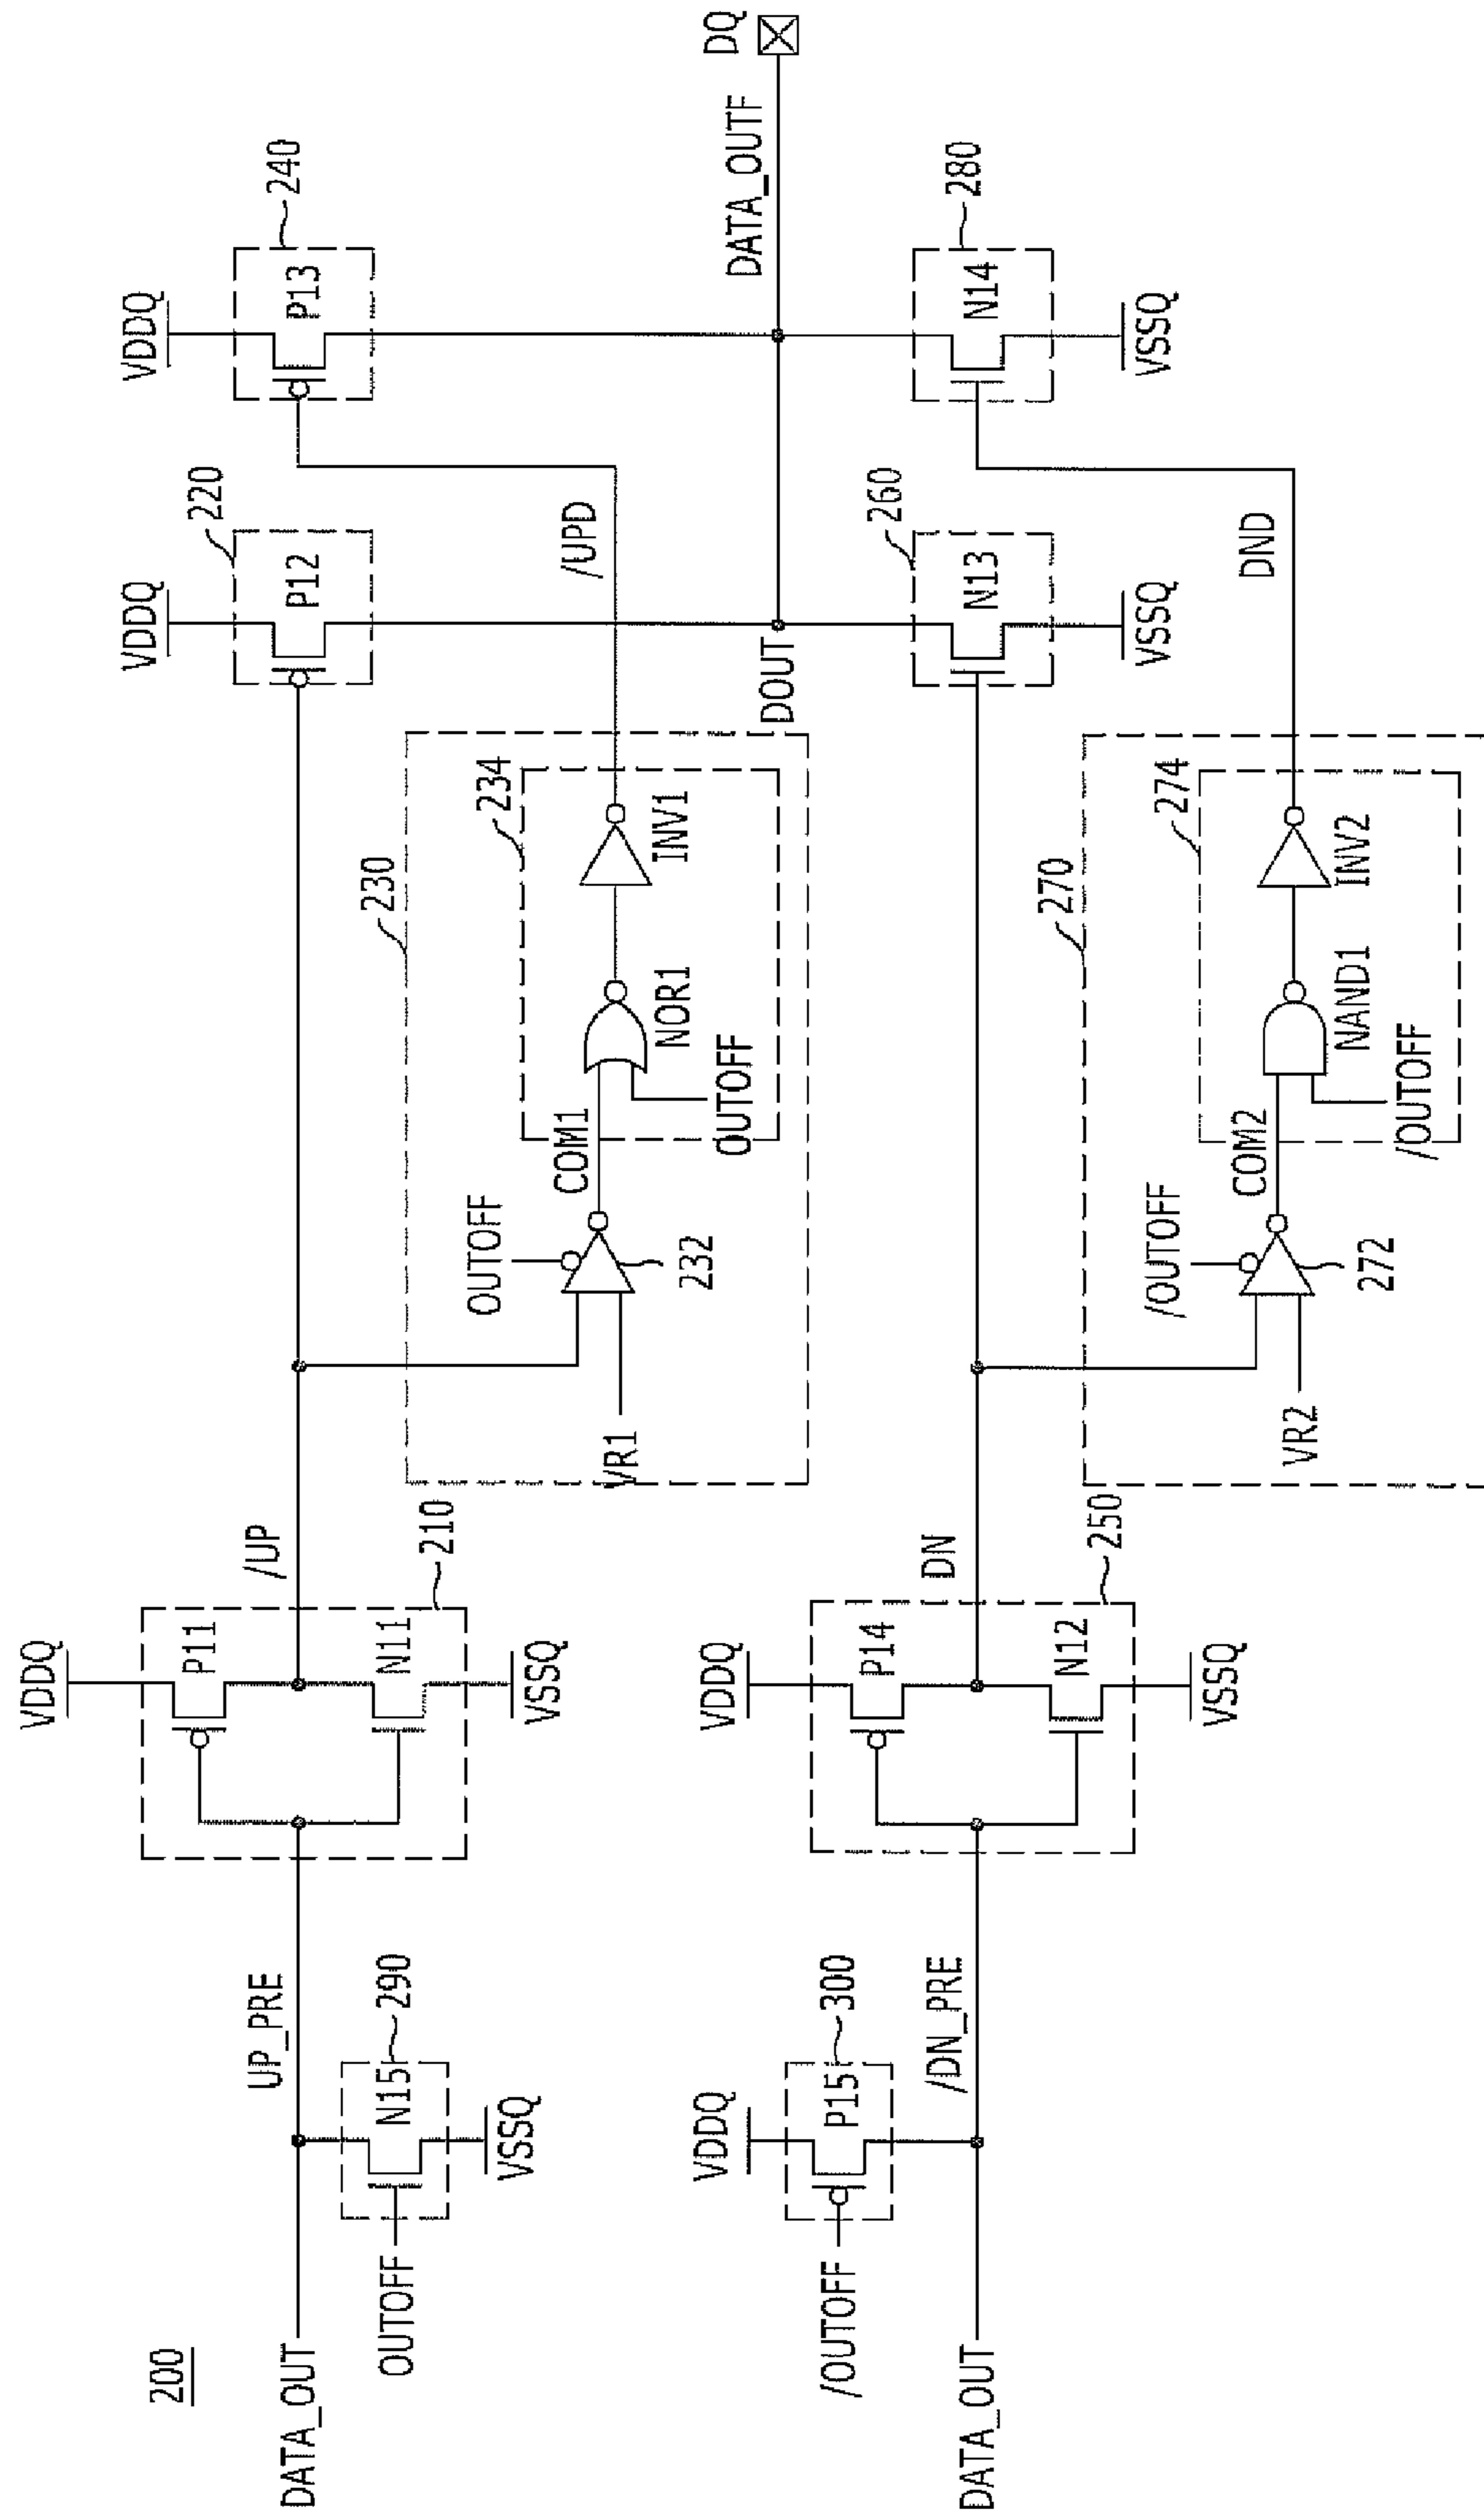 200
VDDQ
P11
N11
VSSQ
210
/UP
VDDQ
P12
220
VDDQ
P13
240
DATA_OUT
UP_PRE
OUTOFF
N15
290
VSSQ
230
234
OUTOFF
232
VR1
COM1
NOR1
OUTOFF
INV1
/UPD
DOUT
DATA_OUTF
DQ
VDDQ
P15
300
/OUTOFF
DATA_OUT
/DN_PRE
VDDQ
P14
N12
VSSQ
250
DN
N13
260
VSSQ
N14
280
VSSQ
270
274
/OUTOFF
272
VR2
COM2
NAND1
/OUTOFF
INV2
DND